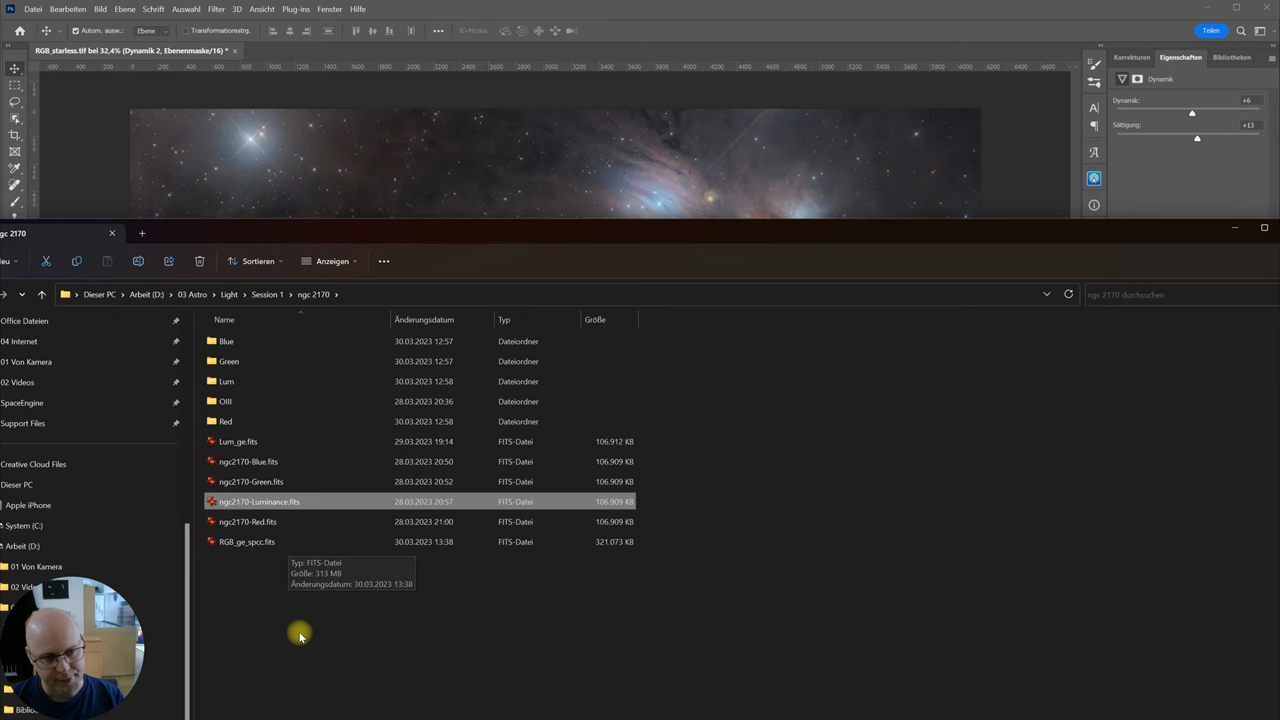 Ps Datei Bearbeiten Bild Ebene Schrift Auswahl Filter 3D Ansicht Plug-ins Fenster Hilfe
Autom. ausw.: Ebene Transformationsstrg. 3D-Modus: Teilen
RGB_starless.tif bei 32,4% (Dynamik 2, Ebenenmaske/16) *
Korrekturen Eigenschaften Bibliotheken
Dynamik
Dynamik: +6
Sättigung: +13
gc 2170
eu Sortieren Anzeigen
Dieser PC Arbeit (D:) 03 Astro Light Session 1 ngc 2170 ngc 2170 durchsuchen
Name Änderungsdatum Typ Größe
Office Dateien
04 Internet
01 Von Kamera
02 Videos
SpaceEngine
Support Files
Creative Cloud Files
Dieser PC
Apple iPhone
System (C:)
Arbeit (D:)
01 Von Kamera
02 Vide
Biblio
Blue 30.03.2023 12:57 Dateiordner
Green 30.03.2023 12:57 Dateiordner
Lum 30.03.2023 12:58 Dateiordner
OIII 28.03.2023 20:36 Dateiordner
Red 30.03.2023 12:58 Dateiordner
Lum_ge.fits 29.03.2023 19:14 FITS-Datei 106.912 KB
ngc2170-Blue.fits 28.03.2023 20:50 FITS-Datei 106.909 KB
ngc2170-Green.fits 28.03.2023 20:52 FITS-Datei 106.909 KB
ngc2170-Luminance.fits 28.03.2023 20:57 FITS-Datei 106.909 KB
ngc2170-Red.fits 28.03.2023 21:00 FITS-Datei 106.909 KB
RGB_ge_spcc.fits 30.03.2023 13:38 FITS-Datei 321.073 KB
Typ: FITS-Datei
Größe: 313 MB
Änderungsdatum: 30.03.2023 13:38